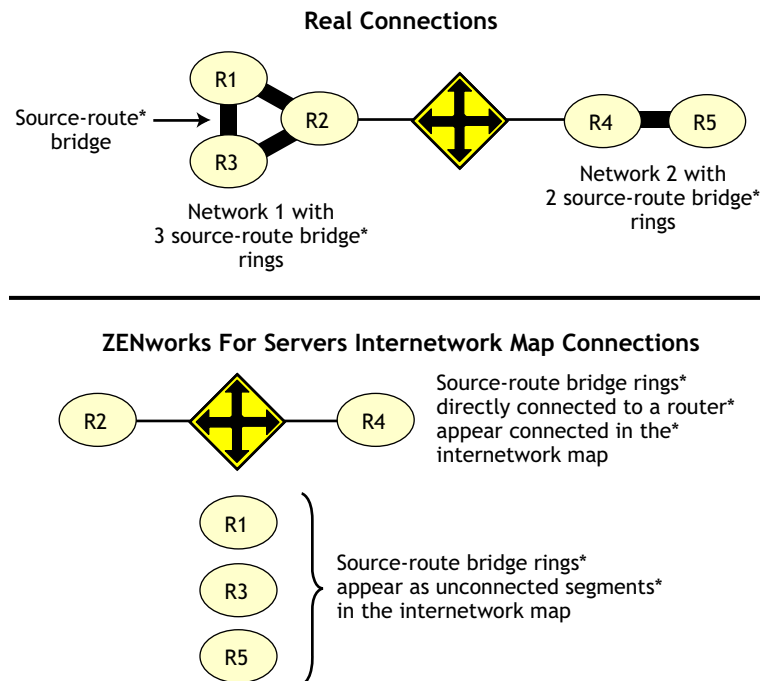 Real Connections
R1
R2
R3
R4
R5
Source-route*
bridge
Network 1 with
3 source-route bridge*
rings
Network 2 with
2 source-route bridge*
rings
ZENworks For Servers Internetwork Map Connections
R2
R4
Source-route bridge rings*
directly connected to a router*
appear connected in the*
internetwork map
R1
R3
R5
Source-route bridge rings*
appear as unconnected segments*
in the internetwork map